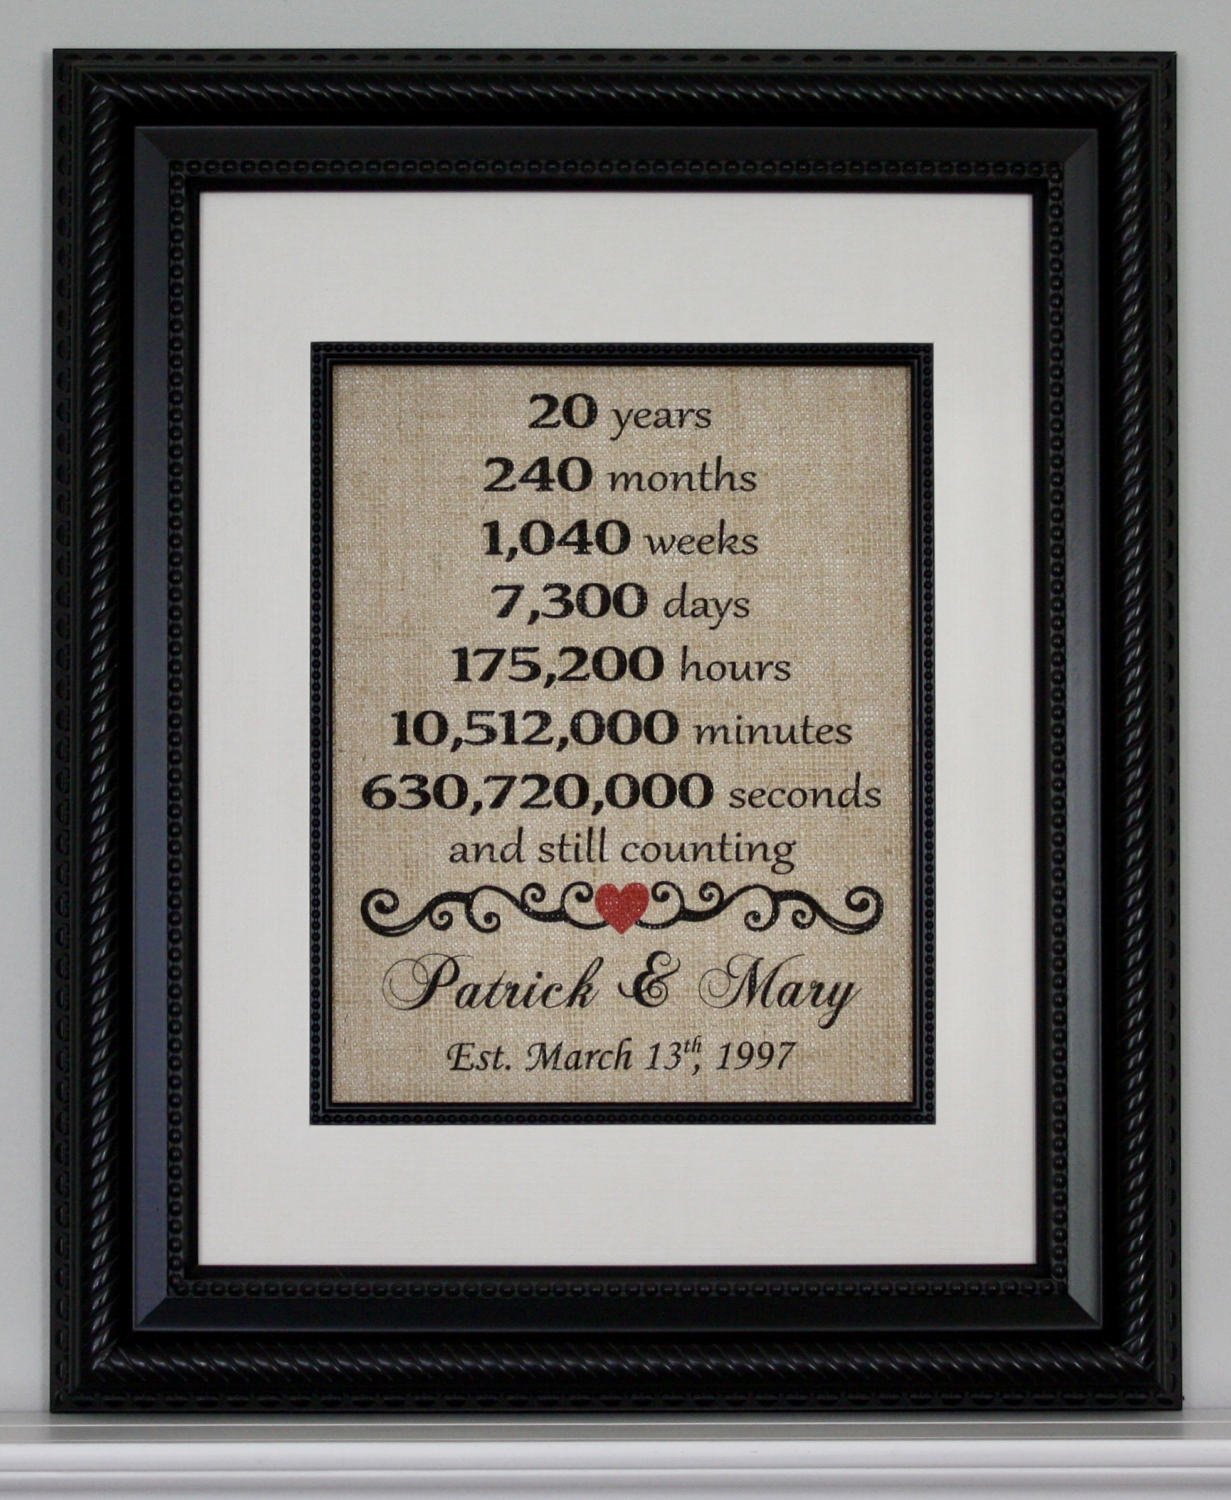 20 years
240 months
1,040 weeks
7,300 days
175,200 hours
10,512,000 minutes
630,720,000 seconds
and still counting
Patrick & Mary
Est. March 13th, 1997